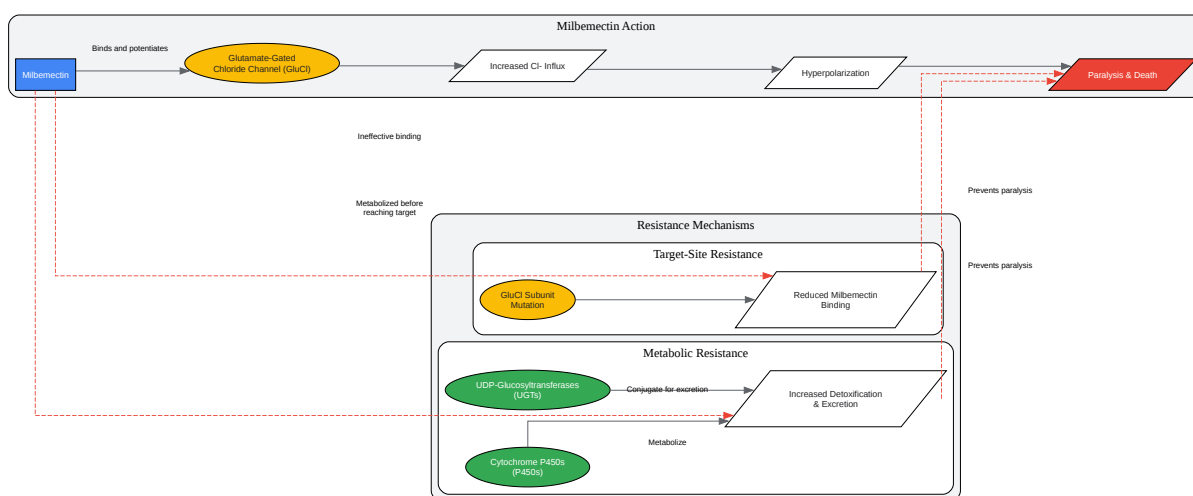 Milbemectin Action
Binds and potentiates
Milbemectin
Glutamate-Gated
Chloride Channel (GluCl)
Increased Cl- Influx
Hyperpolarization
Paralysis & Death
Ineffective binding
Metabolized before
reaching target
Prevents paralysis
Prevents paralysis
Resistance Mechanisms
Target-Site Resistance
GluCl Subunit
Mutation
Reduced Milbemectin
Binding
Metabolic Resistance
UDP-Glucosyltransferases
(UGTs)
Conjugate for excretion
Increased Detoxification
& Excretion
Metabolize
Cytochrome P450s
(P450s)